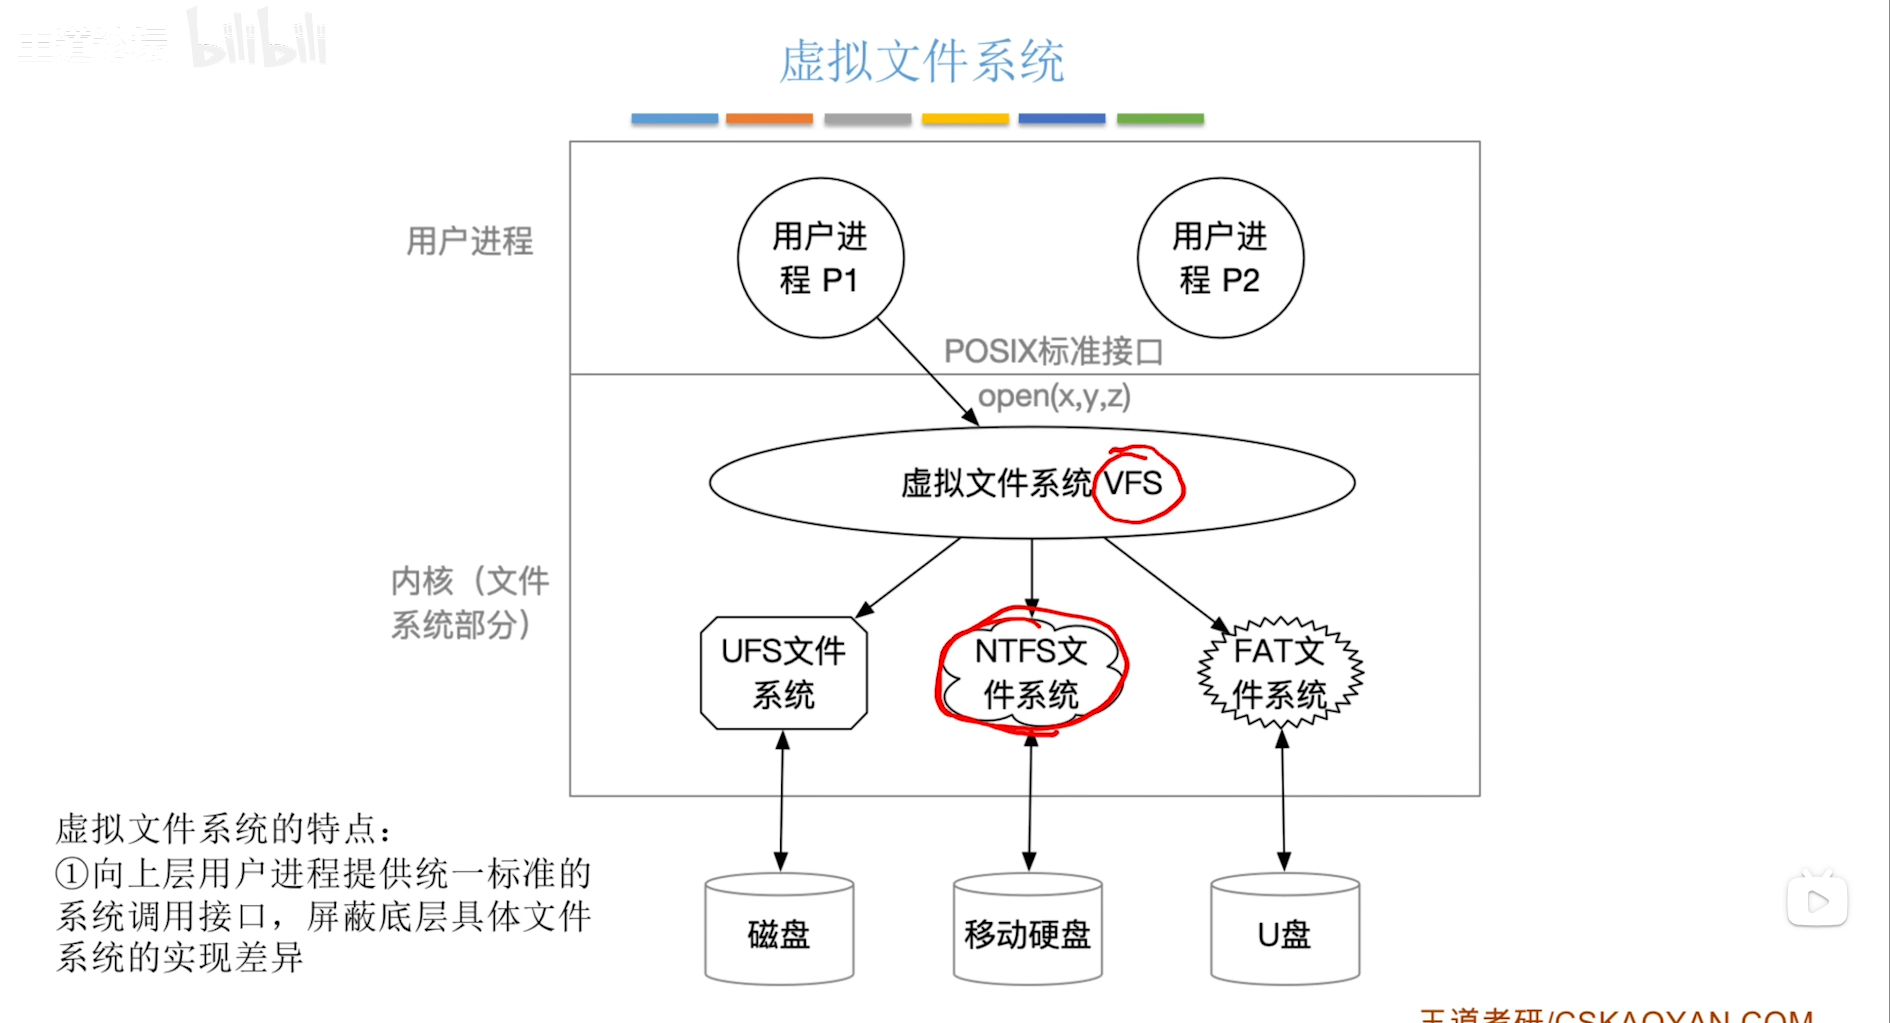 王道论坛
bilibili
虚拟文件系统
用户进程
用户进
程 P1
用户进
程 P2
POSIX标准接口
open(x,y,z)
虚拟文件系统 VFS
内核（文件
系统部分）
UFS文件
系统
NTFS文
件系统
FAT文
件系统
虚拟文件系统的特点：
①向上层用户进程提供统一标准的
系统调用接口，屏蔽底层具体文件
系统的实现差异
磁盘
移动硬盘
U盘
王道考研/CSKAOYAN.COM